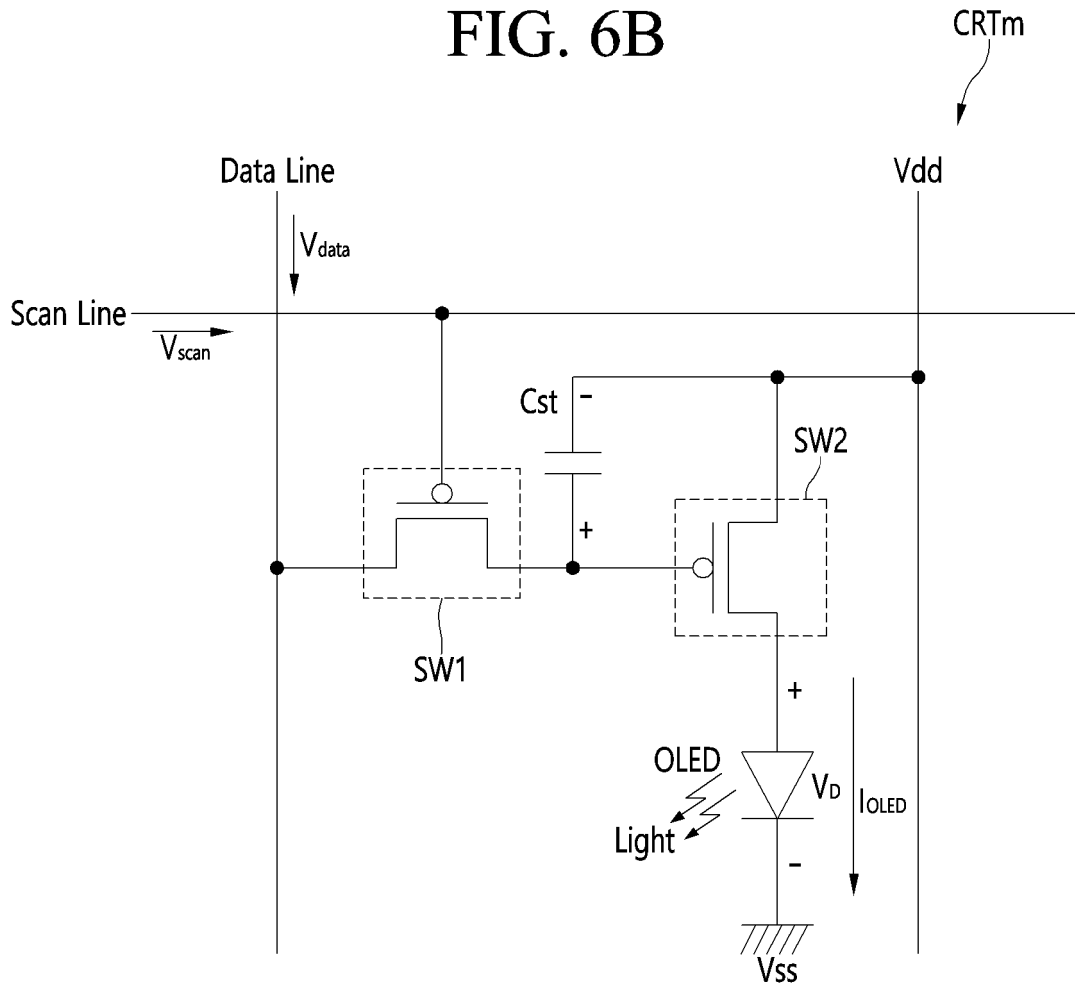 FIG. 6B
CRTm
Data Line
Vdd
Vdata
Scan Line
Vscan
Cst
-
SW2
+
SW1
+
OLED
VD
IOLED
Light
-
Vss